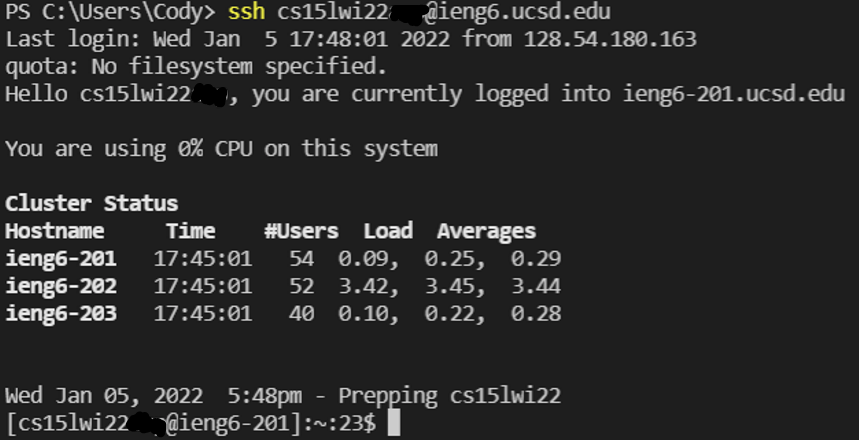 PS C:\Users\Cody> ssh cs15lwi22@ieng6.ucsd.edu
Last login: Wed Jan  5 17:48:01 2022 from 128.54.180.163
quota: No filesystem specified.
Hello cs15lwi22, you are currently logged into ieng6-201.ucsd.edu
You are using 0% CPU on this system
Cluster Status
Hostname     Time    #Users  Load  Averages
ieng6-201   17:45:01   54  0.09,  0.25,  0.29
ieng6-202   17:45:01   52  3.42,  3.45,  3.44
ieng6-203   17:45:01   40  0.10,  0.22,  0.28
Wed Jan 05, 2022  5:48pm - Prepping cs15lwi22
[cs15lwi22@ieng6-201]:~:23$